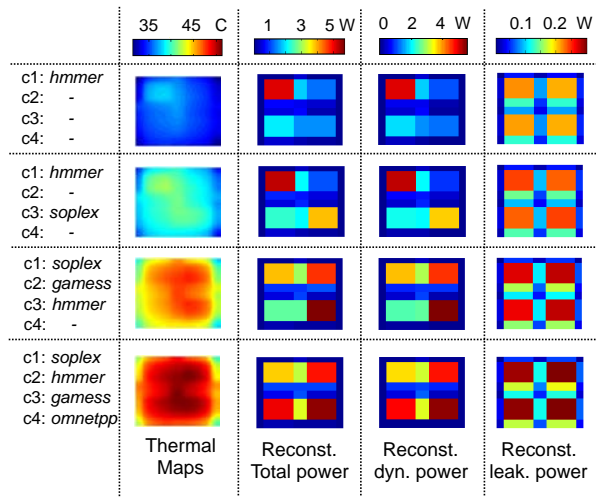 35 45 C
1 3 5 W
0 2 4 W
0.1 0.2 W
c1: hmmer
c2: -
c3: -
c4: -
c1: hmmer
c2: -
c3: soplex
c4: -
c1: soplex
c2: gamess
c3: hmmer
c4: -
c1: soplex
c2: hmmer
c3: gamess
c4: omnetpp
Thermal
Maps
Reconst.
Total power
Reconst.
dyn. power
Reconst.
leak. power